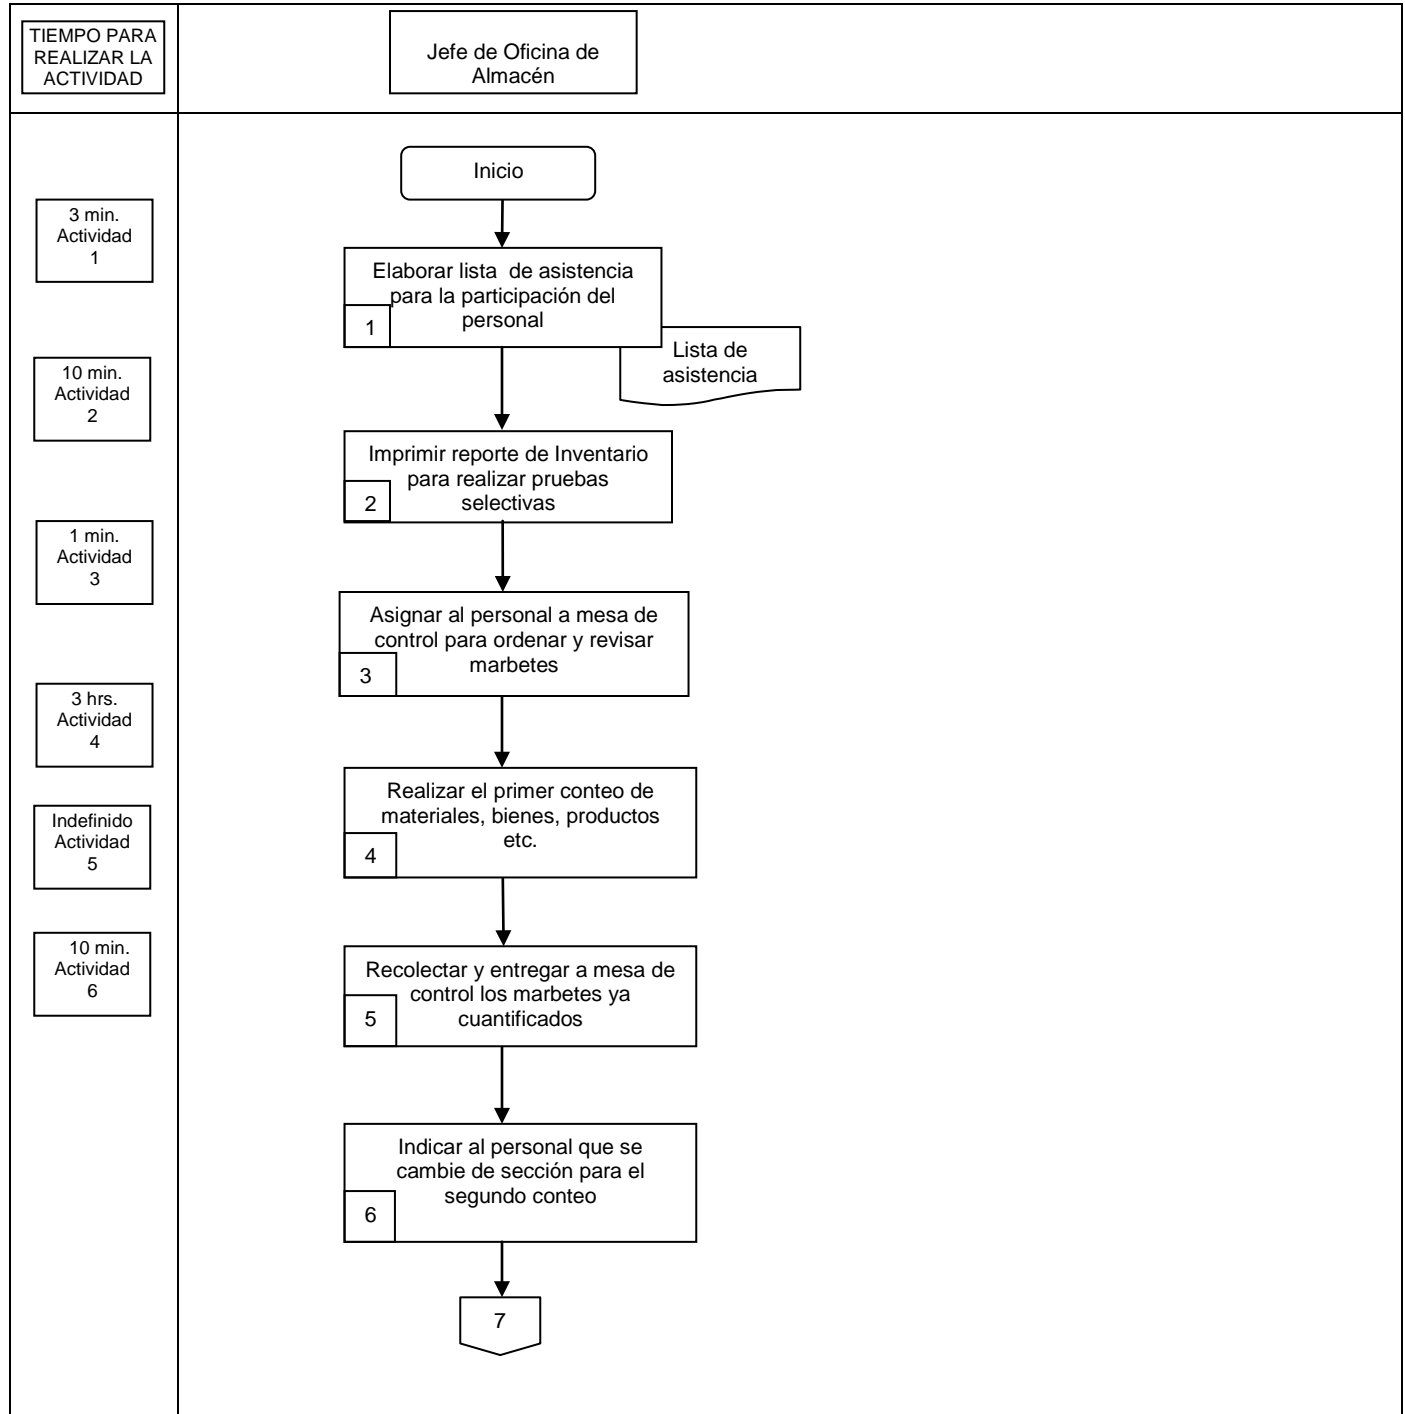 TIEMPO PARA
REALIZAR LA
ACTIVIDAD
Jefe de Oficina de
Almacén
Inicio
3 min.
Actividad
1
Elaborar lista de asistencia
para la participación del
personal
1
Lista de
asistencia
10 min.
Actividad
2
Imprimir reporte de Inventario
para realizar pruebas
selectivas
2
1 min.
Actividad
3
Asignar al personal a mesa de
control para ordenar y revisar
marbetes
3
3 hrs.
Actividad
4
Realizar el primer conteo de
materiales, bienes, productos
etc.
4
Indefinido
Actividad
5
Recolectar y entregar a mesa de
control los marbetes ya
cuantificados
5
10 min.
Actividad
6
Indicar al personal que se
cambie de sección para el
segundo conteo
6
7